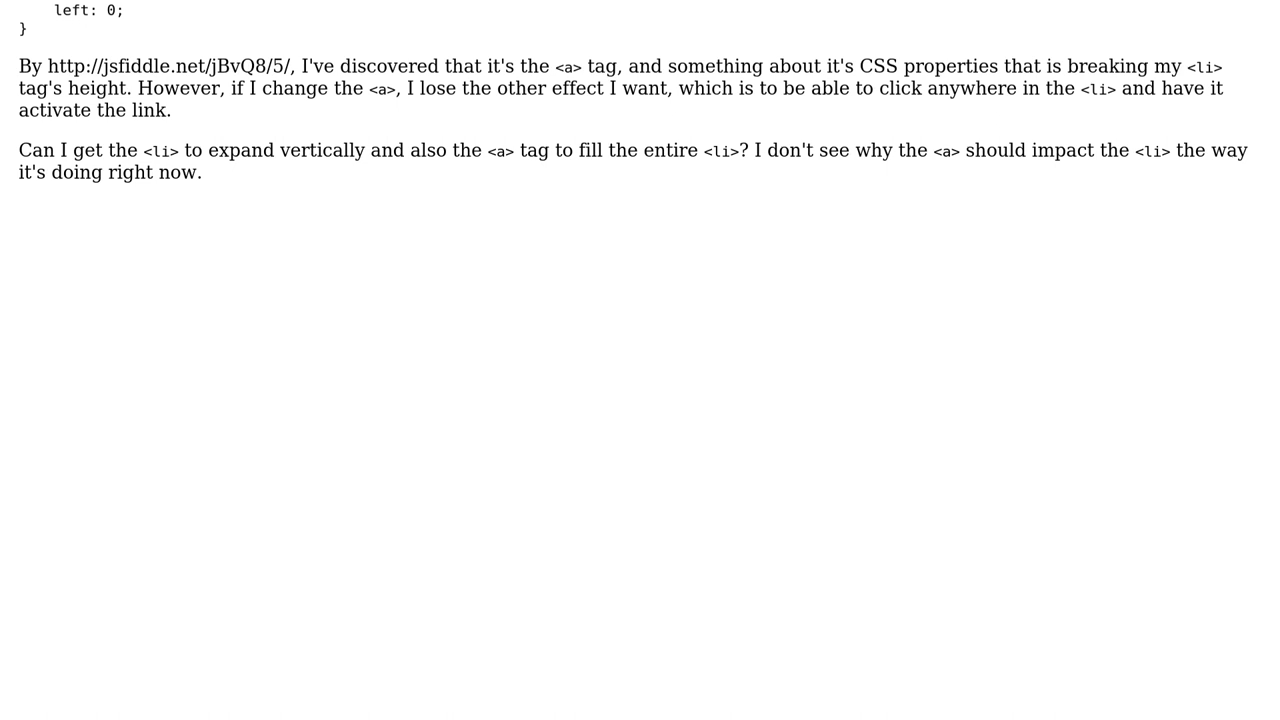 left: 0;
}
By http://jsfiddle.net/jBvQ8/5/, I've discovered that it's the <a> tag, and something about it's CSS properties that is breaking my <li>
tag's height. However, if I change the <a>, I lose the other effect I want, which is to be able to click anywhere in the <li> and have it
activate the link.
Can I get the <li> to expand vertically and also the <a> tag to fill the entire <li>? I don't see why the <a> should impact the <li> the way
it's doing right now.